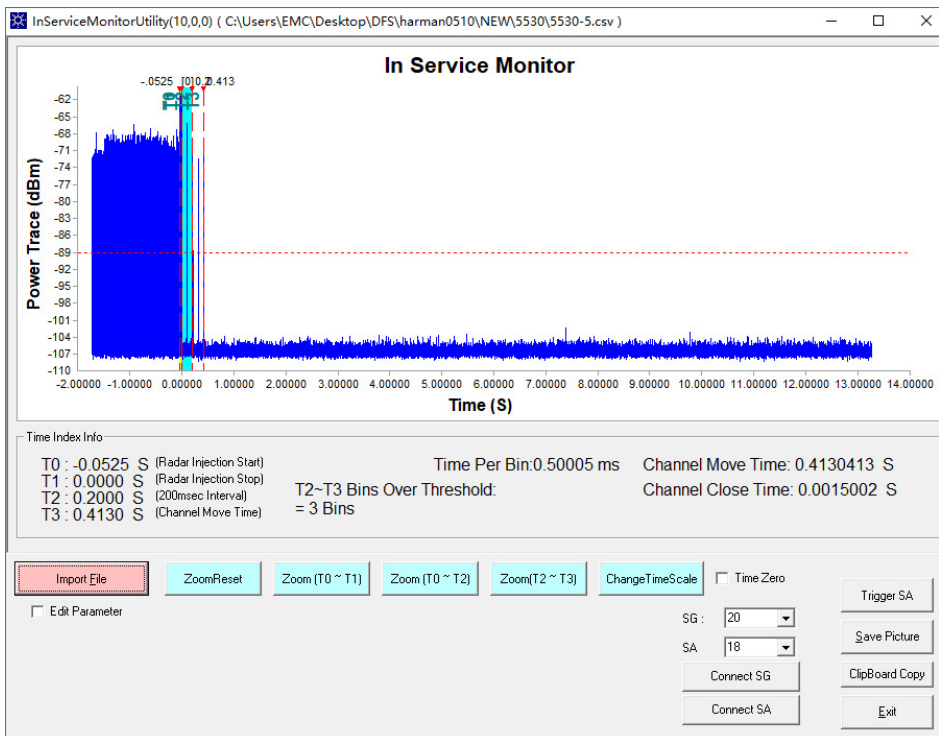 InServiceMonitorUtility(10,0,0) ( C:\Users\EMC\Desktop\DFS\harman0510\NEW\5530\5530-5.csv )
In Service Monitor
-.0525 [0] 0.2 0.413
T0 T1 T2 T3
Power Trace (dBm)
-62
-65
-68
-71
-74
-77
-80
-83
-86
-89
-92
-95
-98
-101
-104
-107
-110
-2.00000 -1.00000 0.00000 1.00000 2.00000 3.00000 4.00000 5.00000 6.00000 7.00000 8.00000 9.00000 10.00000 11.00000 12.00000 13.00000 14.00000
Time (S)
Time Index Info
T0 : -0.0525 S (Radar Injection Start)
T1 : 0.0000 S (Radar Injection Stop)
T2 : 0.2000 S (200msec Interval)
T3 : 0.4130 S (Channel Move Time)
Time Per Bin:0.50005 ms
T2~T3 Bins Over Threshold:
= 3 Bins
Channel Move Time: 0.4130413 S
Channel Close Time: 0.0015002 S
Import File
ZoomReset
Zoom (T0 ~ T1)
Zoom (T0 ~ T2)
Zoom(T2 ~ T3)
ChangeTimeScale
Time Zero
Trigger SA
Edit Parameter
SG : 20
Save Picture
SA 18
Connect SG
ClipBoard Copy
Connect SA
Exit